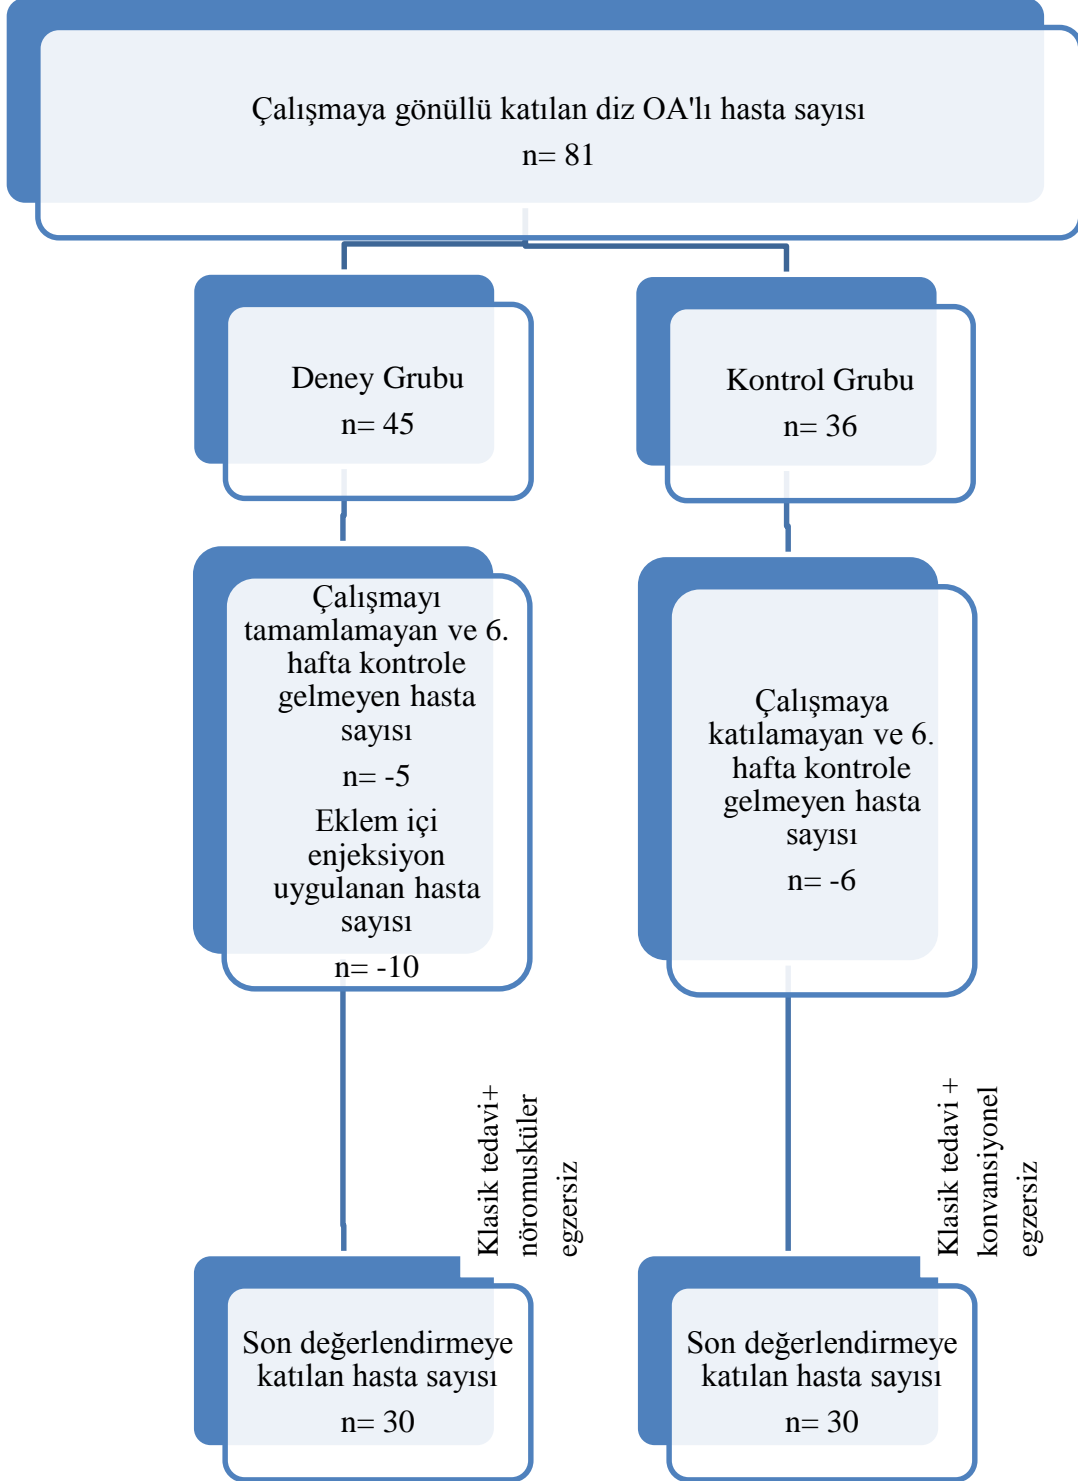 Çalışmaya gönüllü katılan diz OA'lı hasta sayısı
n= 81
Deney Grubu
n= 45
Kontrol Grubu
n= 36
Çalışmayı
tamamlamayan ve 6.
hafta kontrole
gelmeyen hasta
sayısı
n= -5
Eklem içi
enjeksiyon
uygulanan hasta
sayısı
n= -10
Çalışmaya
katılamayan ve 6.
hafta kontrole
gelmeyen hasta
sayısı
n= -6
Klasik tedavi+
nöromusküler
egzersiz
Klasik tedavi +
konvansiyonel
egzersiz
Son değerlendirmeye
katılan hasta sayısı
n= 30
Son değerlendirmeye
katılan hasta sayısı
n= 30